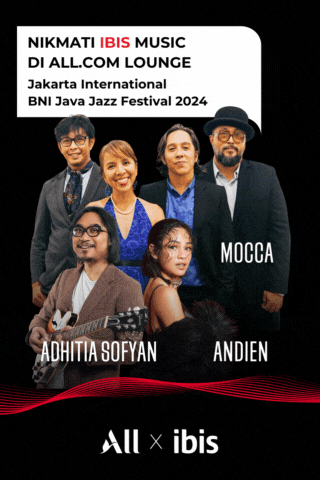 NIKMATI IBIS MUSIC
DI ALL.COM LOUNGE
Jakarta International
BNI Java Jazz Festival 2024
MOCCA
ADHITIA SOFYAN
ANDIEN
ALL X ibis